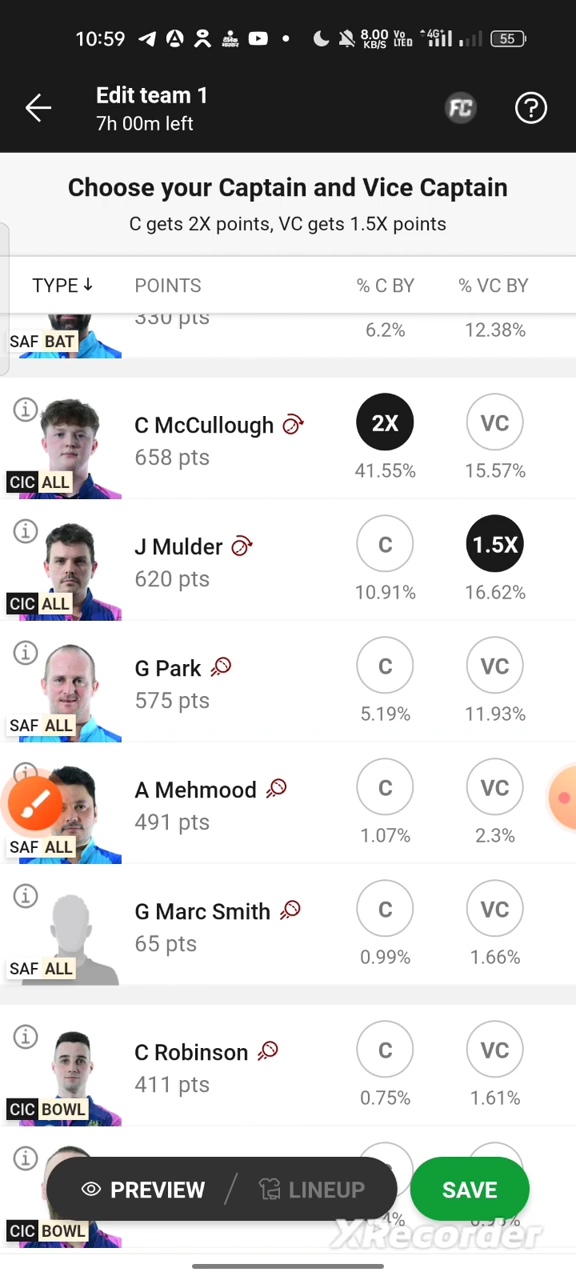 10:59 8.00 KB/S Vo LTE 4G 55
Edit team 1
7h 00m left
FC ?
Choose your Captain and Vice Captain
C gets 2X points, VC gets 1.5X points
TYPE↓ POINTS % C BY % VC BY
330 pts
SAF BAT 6.2% 12.38%
C McCullough 2X VC
658 pts 41.55% 15.57%
CIC ALL
J Mulder C 1.5X
620 pts 10.91% 16.62%
CIC ALL
G Park C VC
575 pts 5.19% 11.93%
SAF ALL
A Mehmood C VC
491 pts 1.07% 2.3%
SAF ALL
G Marc Smith C VC
65 pts 0.99% 1.66%
SAF ALL
C Robinson C VC
411 pts 0.75% 1.61%
CIC BOWL
PREVIEW / LINEUP SAVE
CIC BOWL
XRecorder